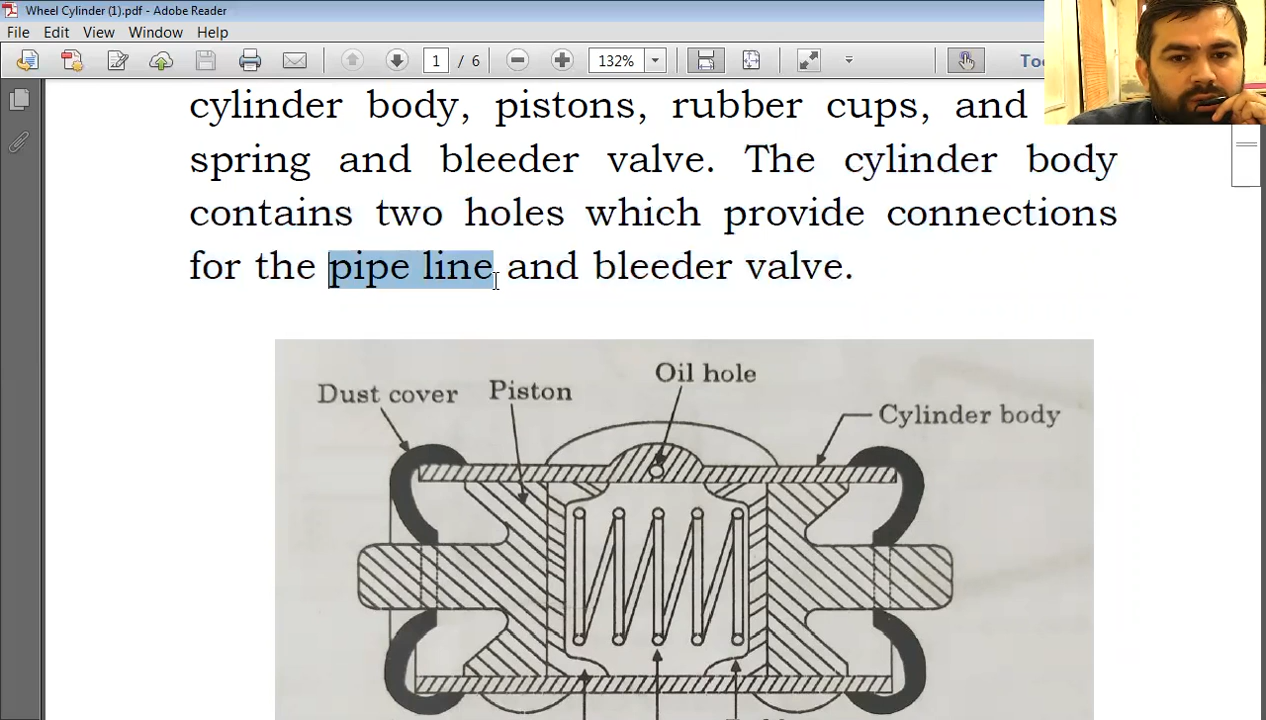 Wheel Cylinder (1).pdf - Adobe Reader
File Edit View Window Help
1 / 6 132%
cylinder body, pistons, rubber cups, and
spring and bleeder valve. The cylinder body
contains two holes which provide connections
for the pipe line and bleeder valve.
Oil hole
Dust cover Piston
Cylinder body